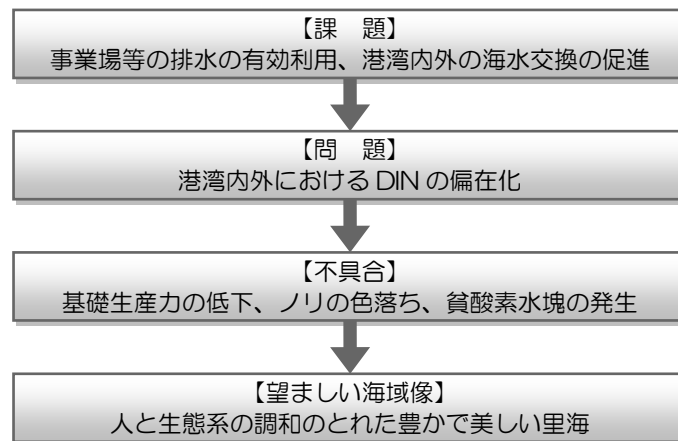 【課　題】
事業場等の排水の有効利用、港湾内外の海水交換の促進
【問　題】
港湾内外における DIN の偏在化
【不具合】
基礎生産力の低下、ノリの色落ち、貧酸素水塊の発生
【望ましい海域像】
人と生態系の調和のとれた豊かで美しい里海